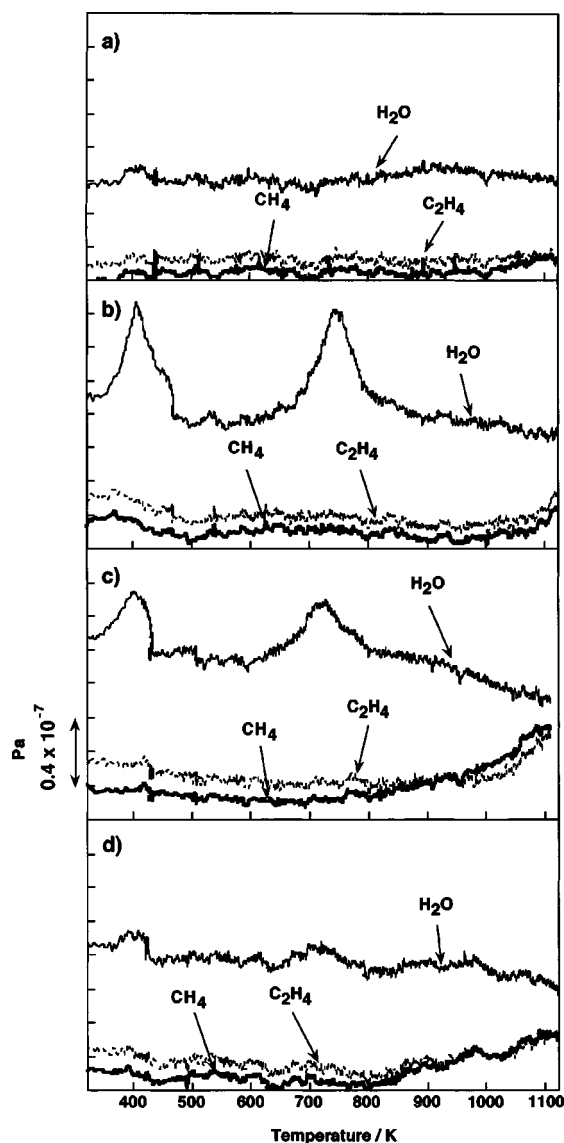 a)
H₂O
CH₄
C₂H₄
b)
H₂O
CH₄
C₂H₄
c)
H₂O
CH₄
C₂H₄
Pa
0.4 x 10⁻⁷
d)
H₂O
CH₄
C₂H₄
400 500 600 700 800 900 1000 1100
Temperature / K